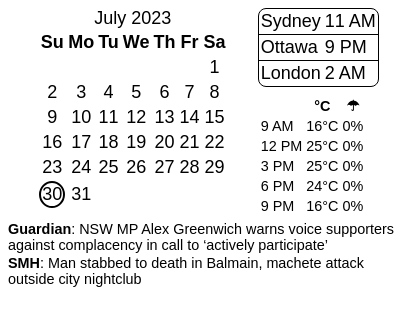 July 2023
Su Mo Tu We Th Fr Sa
1
2 3 4 5 6 7 8
9 10 11 12 13 14 15
16 17 18 19 20 21 22
23 24 25 26 27 28 29
30 31
Sydney 11 AM
Ottawa 9 PM
London 2 AM
°C ☂
9 AM 16°C 0%
12 PM 25°C 0%
3 PM 25°C 0%
6 PM 24°C 0%
9 PM 16°C 0%
Guardian: NSW MP Alex Greenwich warns voice supporters
against complacency in call to ‘actively participate’
SMH: Man stabbed to death in Balmain, machete attack
outside city nightclub